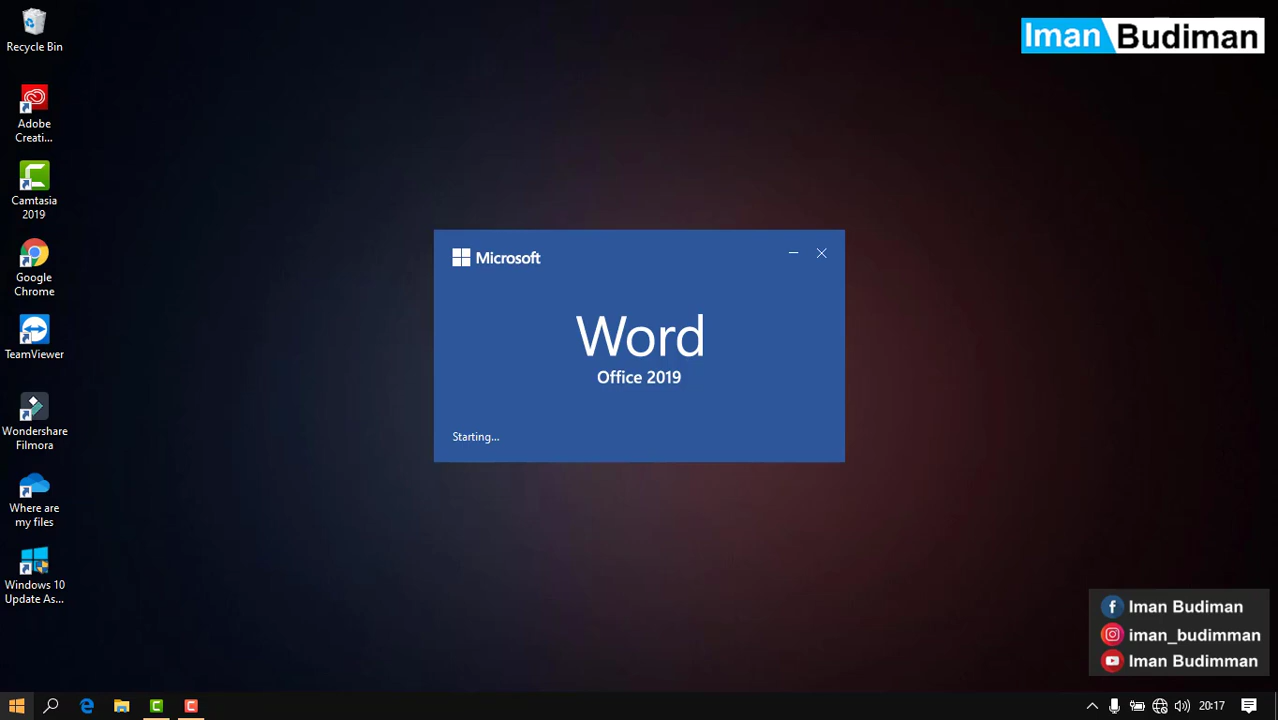 Recycle Bin
Adobe
Creati...
Camtasia
2019
Google
Chrome
TeamViewer
Wondershare
Filmora
Where are
my files
Windows 10
Update As...
Iman Budiman
Microsoft
Word
Office 2019
Starting...
Iman Budiman
iman_budimman
Iman Budimman
20:17